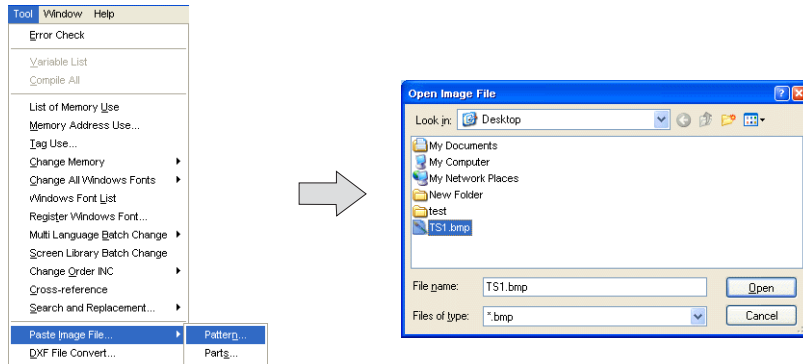 Tool Window Help
Error Check
Variable List
Compile All
List of Memory Use
Memory Address Use...
Tag Use...
Change Memory
Change All Windows Fonts
Windows Font List
Register Windows Font...
Multi Language Batch Change
Screen Library Batch Change
Change Order INC
Cross-reference
Search and Replacement...
Paste Image File...
Pattern...
DXF File Convert...
Parts...
Open Image File
Look in: Desktop
My Documents
My Computer
My Network Places
New Folder
test
TS1.bmp
File name: TS1.bmp Open
Files of type: *.bmp Cancel